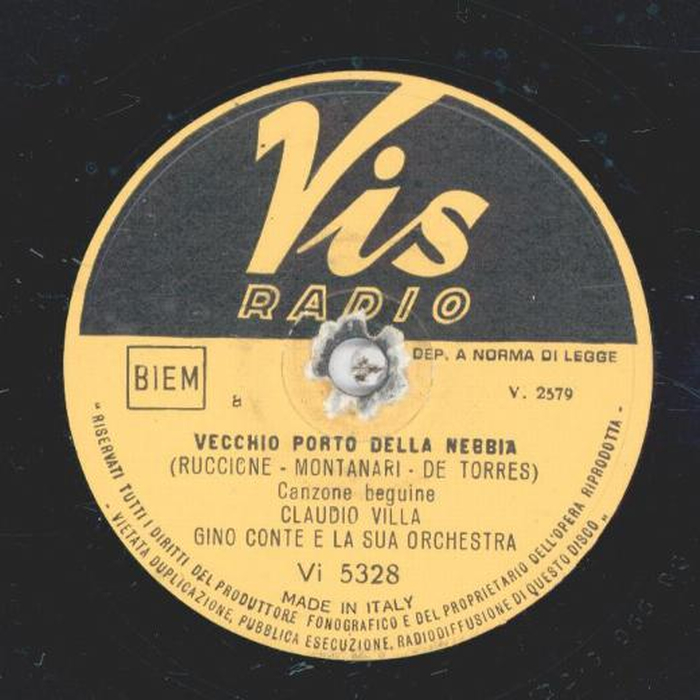 Vis
RADIO
BIEM
DEP. A NORMA DI LEGGE
V. 2579
VECCHIO PORTO DELLA NEBBIA
(RUCCIONE - MONTANARI - DE TORRES)
Canzone beguine
CLAUDIO VILLA
GINO CONTE E LA SUA ORCHESTRA
Vi 5328
MADE IN ITALY
"RISERVATI TUTTI I DIRITTI DEL PRODUTTORE FONOGRAFICO E DEL PROPRIETARIO DELL'OPERA RIPRODOTTA -
- VIETATA DUPLICAZIONE, PUBBLICA ESECUZIONE, RADIODIFFUSIONE DI QUESTO DISCO"